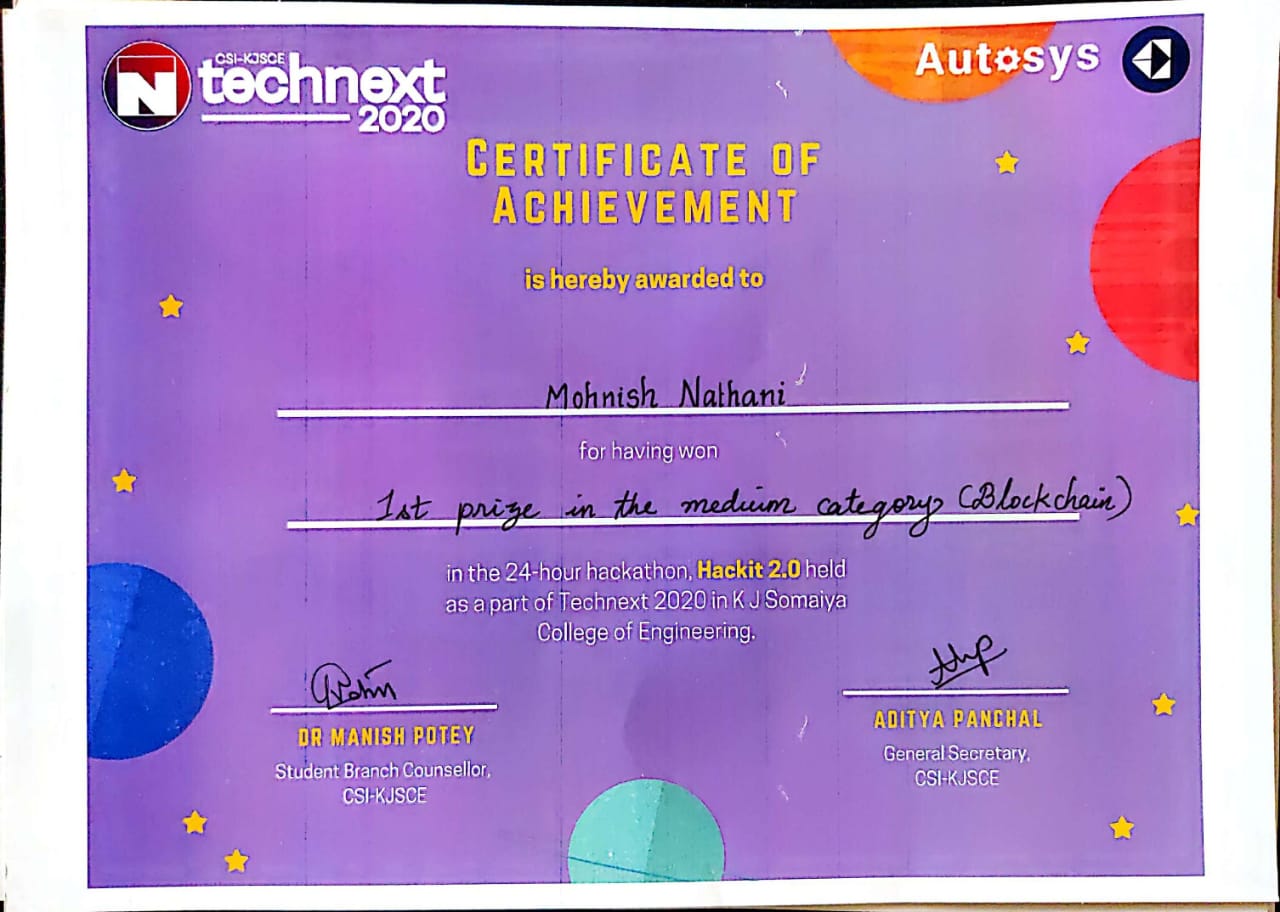 CSI-KJSCE
technext
2020
N
Autosys
CERTIFICATE OF
ACHIEVEMENT
is hereby awarded to
Mohnish Nathani
for having won
1st prize in the medium category (Blockchain)
in the 24-hour hackathon, Hackit 2.0 held
as a part of Technext 2020 in K J Somaiya
College of Engineering.
DR MANISH POTEY
Student Branch Counsellor,
CSI-KJSCE
ADITYA PANCHAL
General Secretary,
CSI-KJSCE